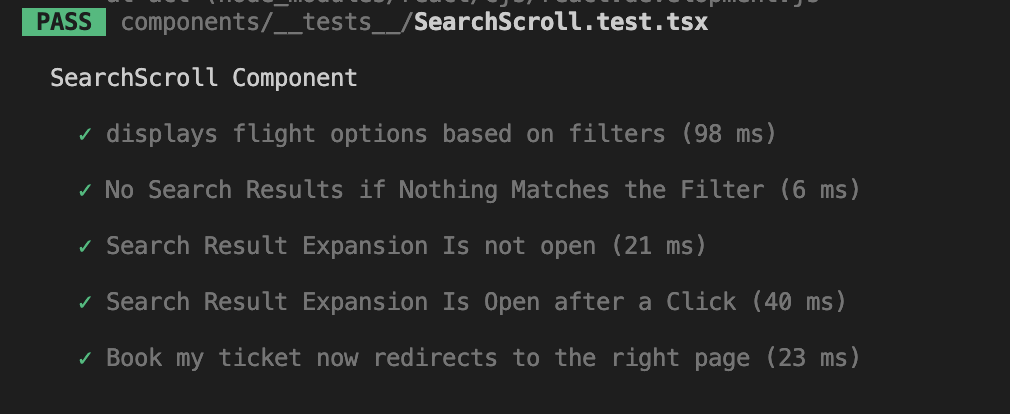 PASS components/__tests__/SearchScroll.test.tsx
SearchScroll Component
✓ displays flight options based on filters (98 ms)
✓ No Search Results if Nothing Matches the Filter (6 ms)
✓ Search Result Expansion Is not open (21 ms)
✓ Search Result Expansion Is Open after a Click (40 ms)
✓ Book my ticket now redirects to the right page (23 ms)